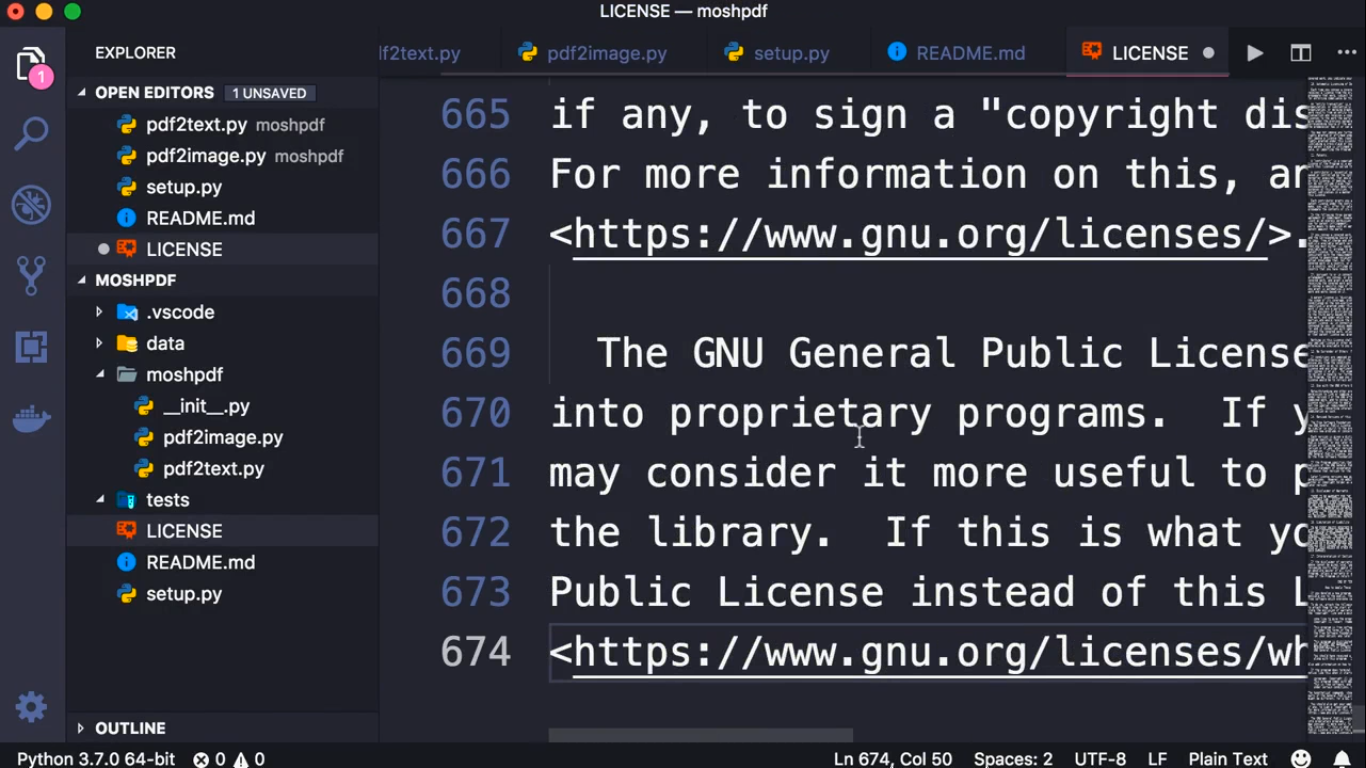 LICENSE — moshpdf
EXPLORER
OPEN EDITORS 1 UNSAVED
pdf2text.py moshpdf
pdf2image.py moshpdf
setup.py
README.md
LICENSE
MOSHPDF
.vscode
data
moshpdf
__init__.py
pdf2image.py
pdf2text.py
tests
LICENSE
README.md
setup.py
OUTLINE
1
lf2text.py pdf2image.py setup.py README.md LICENSE
665 if any, to sign a "copyright dis
666 For more information on this, an
667 <https://www.gnu.org/licenses/>.
668
669 The GNU General Public License
670 into proprietary programs. If y
671 may consider it more useful to p
672 the library. If this is what yo
673 Public License instead of this L
674 <https://www.gnu.org/licenses/wh
Python 3.7.0 64-bit 0 0 Ln 674, Col 50 Spaces: 2 UTF-8 LF Plain Text